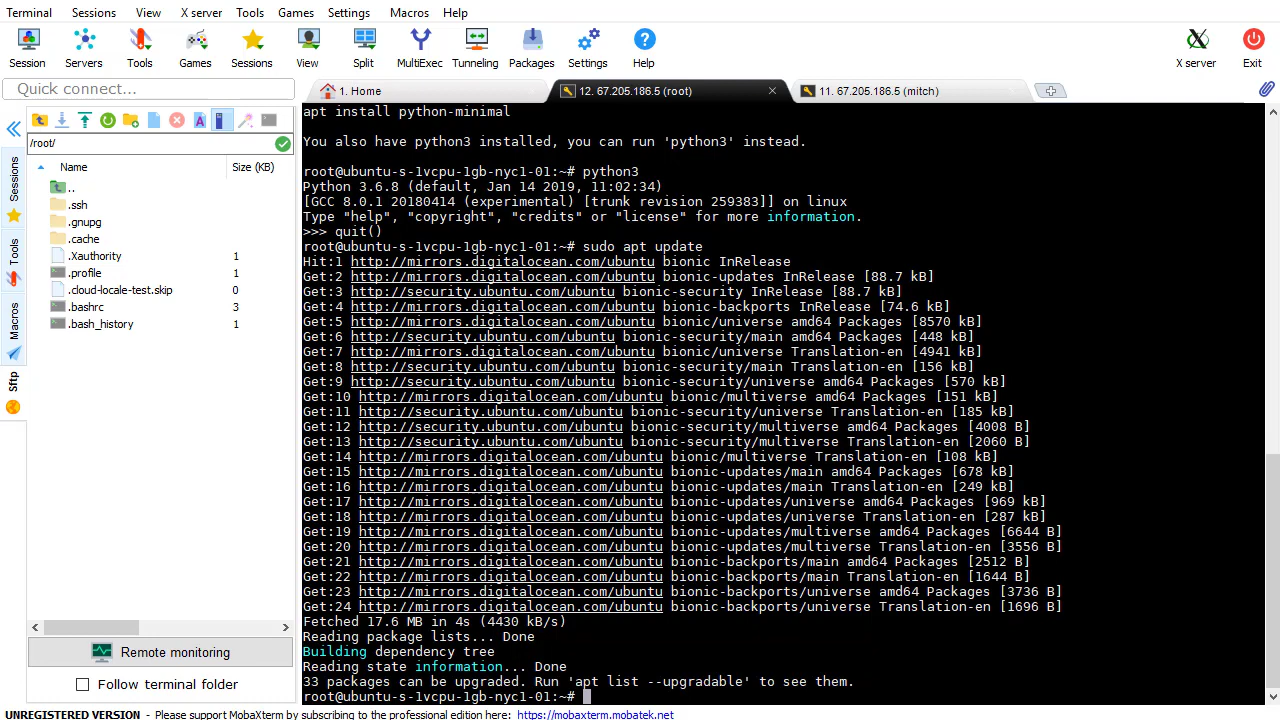 Terminal Sessions View X server Tools Games Settings Macros Help
Session Servers Tools Games Sessions View Split MultiExec Tunneling Packages Settings Help X server Exit
Quick connect...
1. Home
12. 67.205.186.5 (root)
11. 67.205.186.5 (mitch)
Sessions
Tools
Macros
Sftp
/root/
Name Size (KB)
..
.ssh
.gnupg
.cache
.Xauthority 1
.profile 1
.cloud-locale-test.skip 0
.bashrc 3
.bash_history 1
Remote monitoring
Follow terminal folder
apt install python-minimal
You also have python3 installed, you can run 'python3' instead.
root@ubuntu-s-1vcpu-1gb-nyc1-01:~# python3
Python 3.6.8 (default, Jan 14 2019, 11:02:34)
[GCC 8.0.1 20180414 (experimental) [trunk revision 259383]] on linux
Type "help", "copyright", "credits" or "license" for more information.
>>> quit()
root@ubuntu-s-1vcpu-1gb-nyc1-01:~# sudo apt update
Hit:1 http://mirrors.digitalocean.com/ubuntu bionic InRelease
Get:2 http://mirrors.digitalocean.com/ubuntu bionic-updates InRelease [88.7 kB]
Get:3 http://security.ubuntu.com/ubuntu bionic-security InRelease [88.7 kB]
Get:4 http://mirrors.digitalocean.com/ubuntu bionic-backports InRelease [74.6 kB]
Get:5 http://mirrors.digitalocean.com/ubuntu bionic/universe amd64 Packages [8570 kB]
Get:6 http://security.ubuntu.com/ubuntu bionic-security/main amd64 Packages [448 kB]
Get:7 http://mirrors.digitalocean.com/ubuntu bionic/universe Translation-en [4941 kB]
Get:8 http://security.ubuntu.com/ubuntu bionic-security/main Translation-en [156 kB]
Get:9 http://security.ubuntu.com/ubuntu bionic-security/universe amd64 Packages [570 kB]
Get:10 http://mirrors.digitalocean.com/ubuntu bionic/multiverse amd64 Packages [151 kB]
Get:11 http://security.ubuntu.com/ubuntu bionic-security/universe Translation-en [185 kB]
Get:12 http://security.ubuntu.com/ubuntu bionic-security/multiverse amd64 Packages [4008 B]
Get:13 http://security.ubuntu.com/ubuntu bionic-security/multiverse Translation-en [2060 B]
Get:14 http://mirrors.digitalocean.com/ubuntu bionic/multiverse Translation-en [108 kB]
Get:15 http://mirrors.digitalocean.com/ubuntu bionic-updates/main amd64 Packages [678 kB]
Get:16 http://mirrors.digitalocean.com/ubuntu bionic-updates/main Translation-en [249 kB]
Get:17 http://mirrors.digitalocean.com/ubuntu bionic-updates/universe amd64 Packages [969 kB]
Get:18 http://mirrors.digitalocean.com/ubuntu bionic-updates/universe Translation-en [287 kB]
Get:19 http://mirrors.digitalocean.com/ubuntu bionic-updates/multiverse amd64 Packages [6644 B]
Get:20 http://mirrors.digitalocean.com/ubuntu bionic-updates/multiverse Translation-en [3556 B]
Get:21 http://mirrors.digitalocean.com/ubuntu bionic-backports/main amd64 Packages [2512 B]
Get:22 http://mirrors.digitalocean.com/ubuntu bionic-backports/main Translation-en [1644 B]
Get:23 http://mirrors.digitalocean.com/ubuntu bionic-backports/universe amd64 Packages [3736 B]
Get:24 http://mirrors.digitalocean.com/ubuntu bionic-backports/universe Translation-en [1696 B]
Fetched 17.6 MB in 4s (4430 kB/s)
Reading package lists... Done
Building dependency tree
Reading state information... Done
33 packages can be upgraded. Run 'apt list --upgradable' to see them.
root@ubuntu-s-1vcpu-1gb-nyc1-01:~#
UNREGISTERED VERSION - Please support MobaXterm by subscribing to the professional edition here: https://mobaxterm.mobatek.net